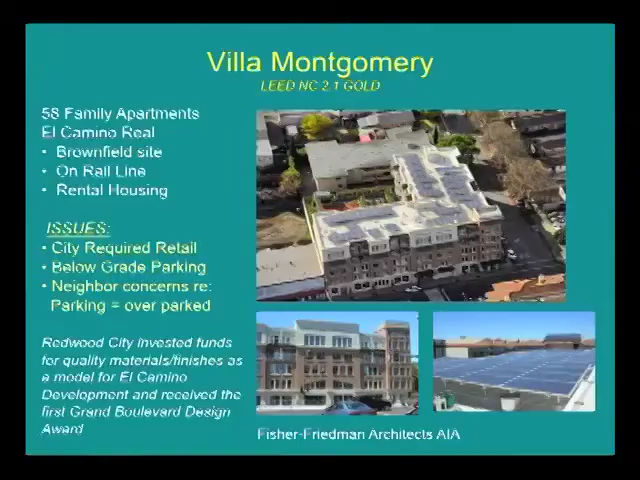 Villa Montgomery
LEED NC 2.1 GOLD
58 Family Apartments
El Camino Real
• Brownfield site
• On Rail Line
• Rental Housing
ISSUES:
• City Required Retail
• Below Grade Parking
• Neighbor concerns re:
Parking = over parked
Redwood City invested funds
for quality materials/finishes as
a model for El Camino
Development and received the
first Grand Boulevard Design
Award
Fisher-Friedman Architects AIA